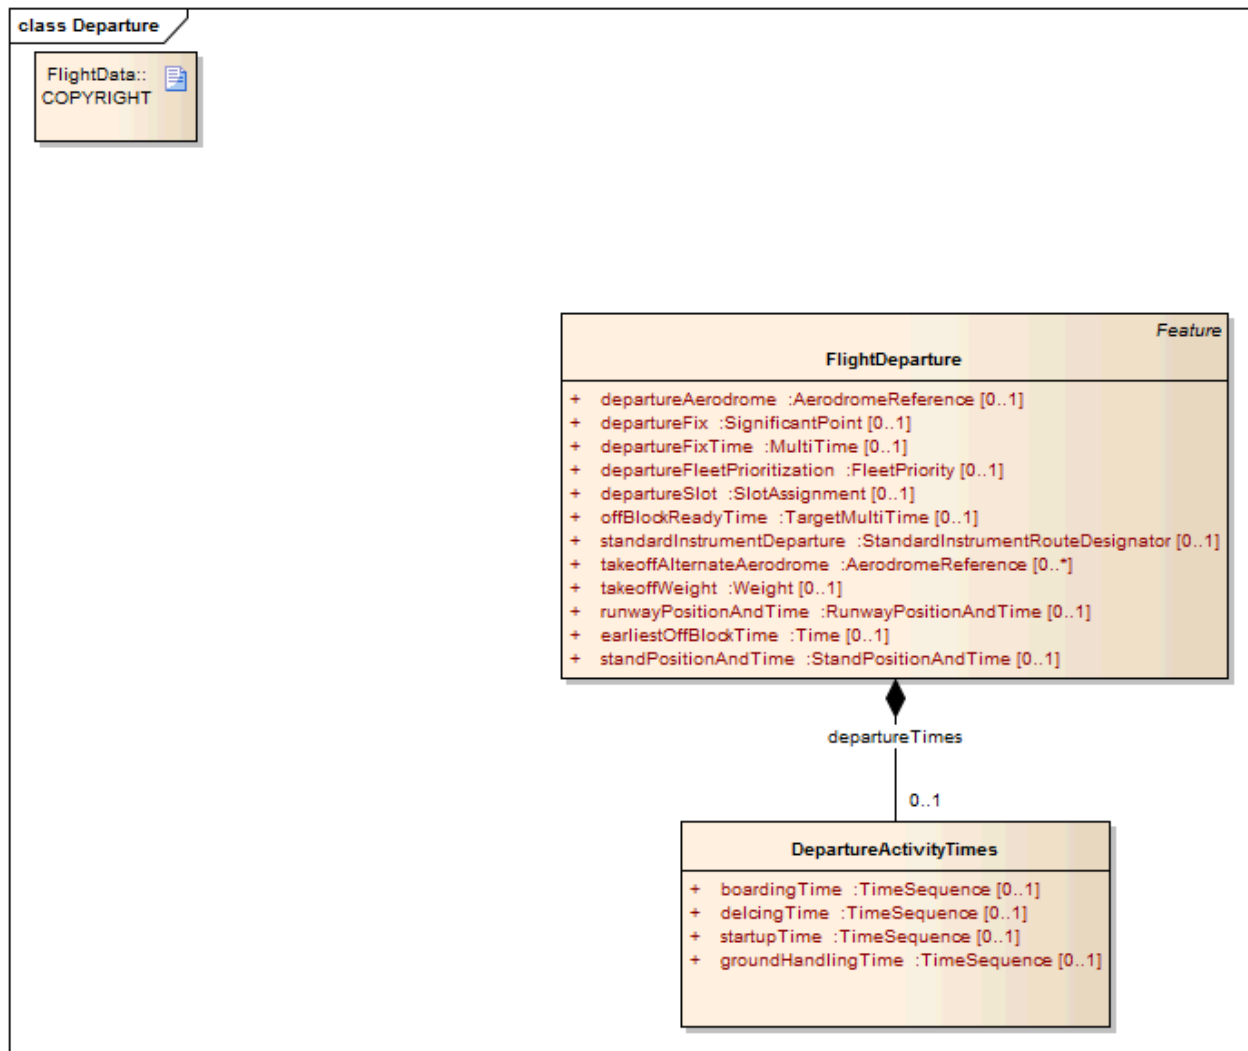 class Departure
FlightData::
COPYRIGHT
Feature
FlightDeparture
+ departureAerodrome :AerodromeReference [0..1]
+ departureFix :SignificantPoint [0..1]
+ departureFixTime :MultiTime [0..1]
+ departureFleetPrioritization :FleetPriority [0..1]
+ departureSlot :SlotAssignment [0..1]
+ offBlockReadyTime :TargetMultiTime [0..1]
+ standardInstrumentDeparture :StandardInstrumentRouteDesignator [0..1]
+ takeoffAlternateAerodrome :AerodromeReference [0..*]
+ takeoffWeight :Weight [0..1]
+ runwayPositionAndTime :RunwayPositionAndTime [0..1]
+ earliestOffBlockTime :Time [0..1]
+ standPositionAndTime :StandPositionAndTime [0..1]
departureTimes
0..1
DepartureActivityTimes
+ boardingTime :TimeSequence [0..1]
+ deIcingTime :TimeSequence [0..1]
+ startupTime :TimeSequence [0..1]
+ groundHandlingTime :TimeSequence [0..1]